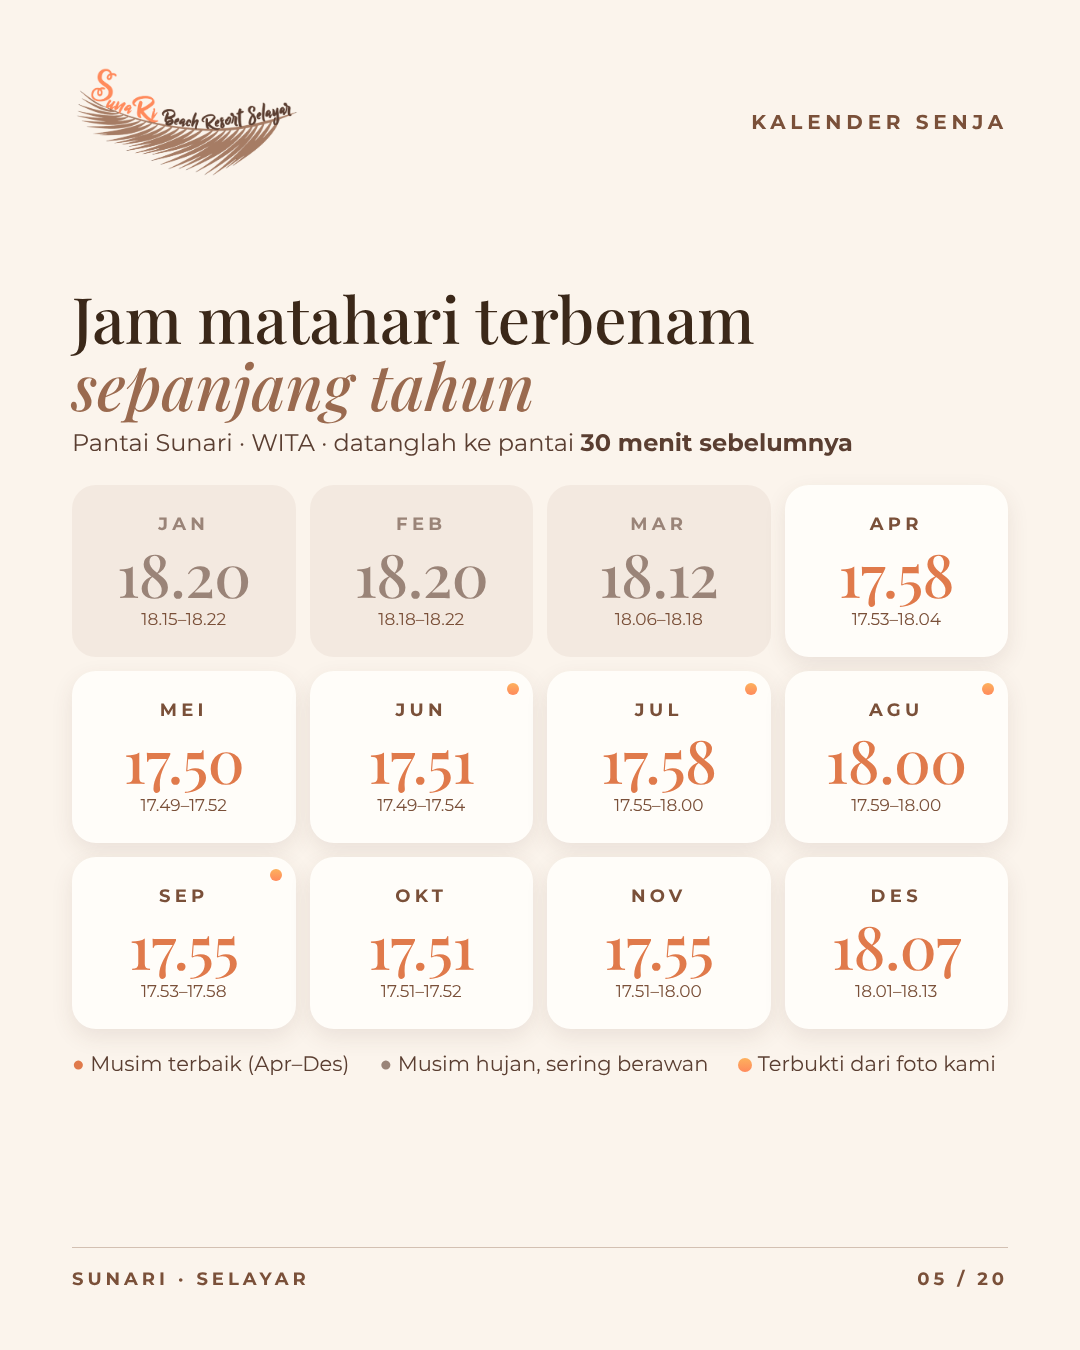 SunaRi Beach Resort Selayar
KALENDER SENJA
Jam matahari terbenam
sepanjang tahun
Pantai Sunari · WITA · datanglah ke pantai 30 menit sebelumnya
JAN
18.20
18.15–18.22
FEB
18.20
18.18–18.22
MAR
18.12
18.06–18.18
APR
17.58
17.53–18.04
MEI
17.50
17.49–17.52
JUN
17.51
17.49–17.54
JUL
17.58
17.55–18.00
AGU
18.00
17.59–18.00
SEP
17.55
17.53–17.58
OKT
17.51
17.51–17.52
NOV
17.55
17.51–18.00
DES
18.07
18.01–18.13
Musim terbaik (Apr–Des)
Musim hujan, sering berawan
Terbukti dari foto kami
SUNARI · SELAYAR
05 / 20